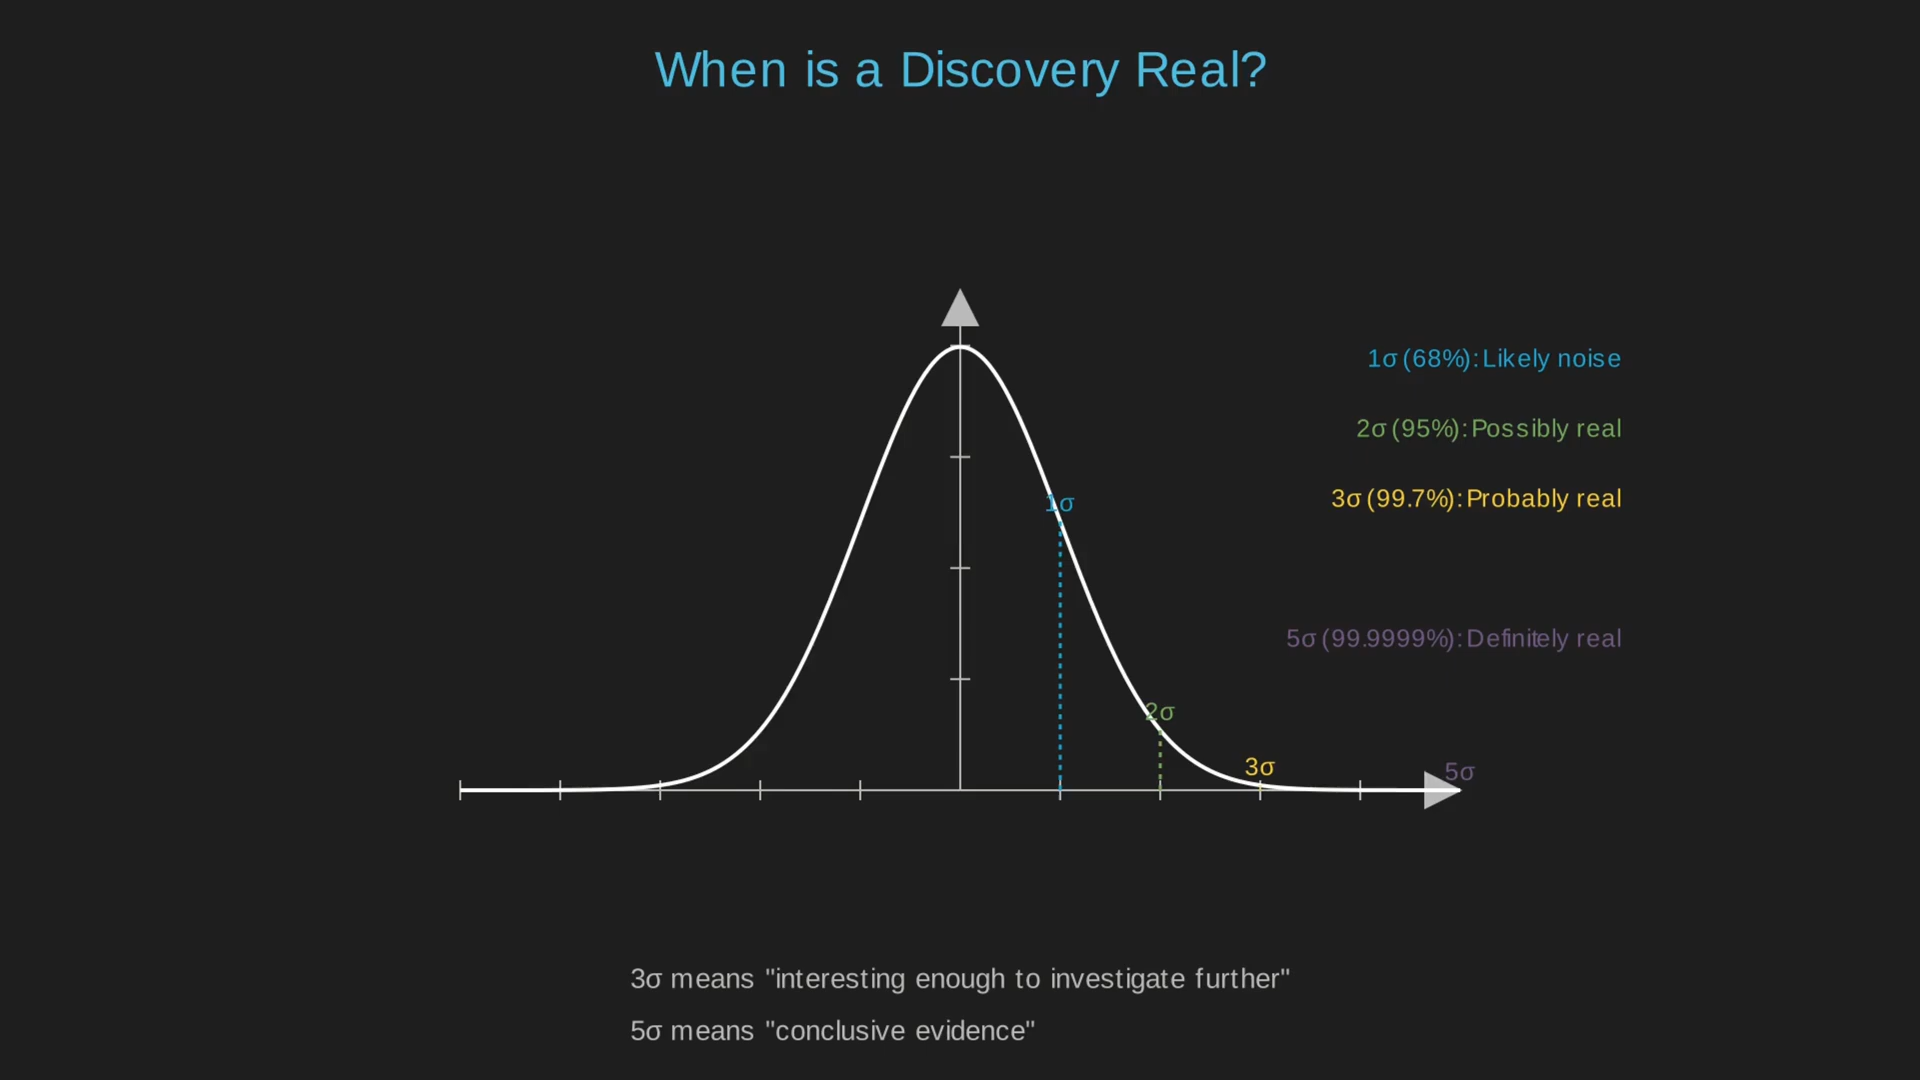 When is a Discovery Real?
1σ (68%): Likely noise
2σ (95%): Possibly real
3σ (99.7%): Probably real
1σ
5σ (99.9999%): Definitely real
2σ
3σ
5σ
3σ means "interesting enough to investigate further"
5σ means "conclusive evidence"